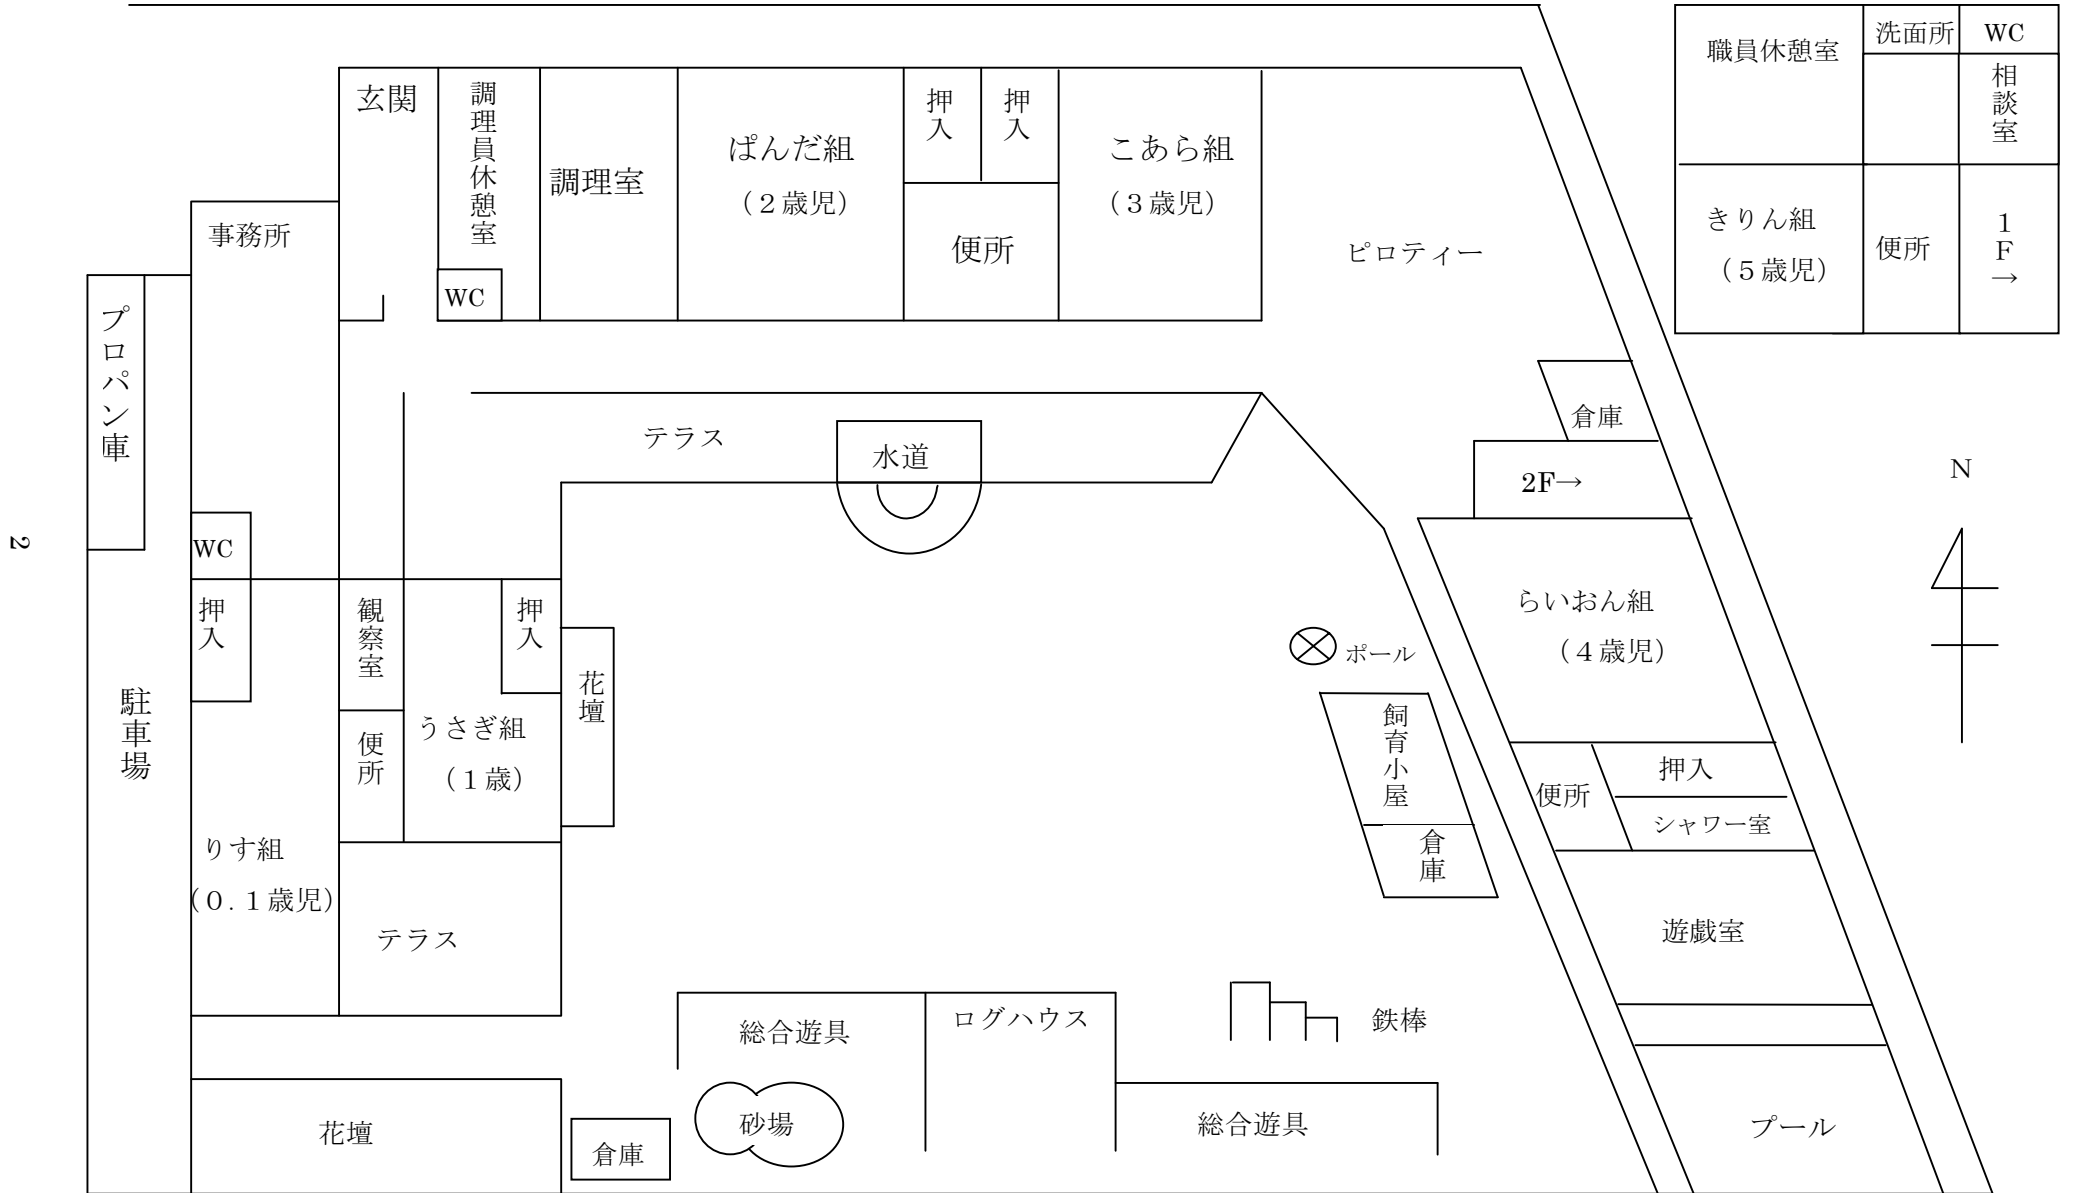 職員休憩室
洗面所
WC
相談室
きりん組
（５歳児）
便所
1F→
玄関
調理員休憩室
WC
調理室
ぱんだ組
（２歳児）
押入
押入
便所
こあら組
（３歳児）
ピロティー
事務所
プロパン庫
倉庫
テラス
水道
2F→
N
2
WC
押入
観察室
押入
らいおん組
（４歳児）
ポール
花壇
飼育小屋
駐車場
便所
うさぎ組
（１歳）
便所
押入
シャワー室
倉庫
りす組
（0.１歳児）
テラス
遊戯室
総合遊具
ログハウス
鉄棒
花壇
倉庫
砂場
総合遊具
プール